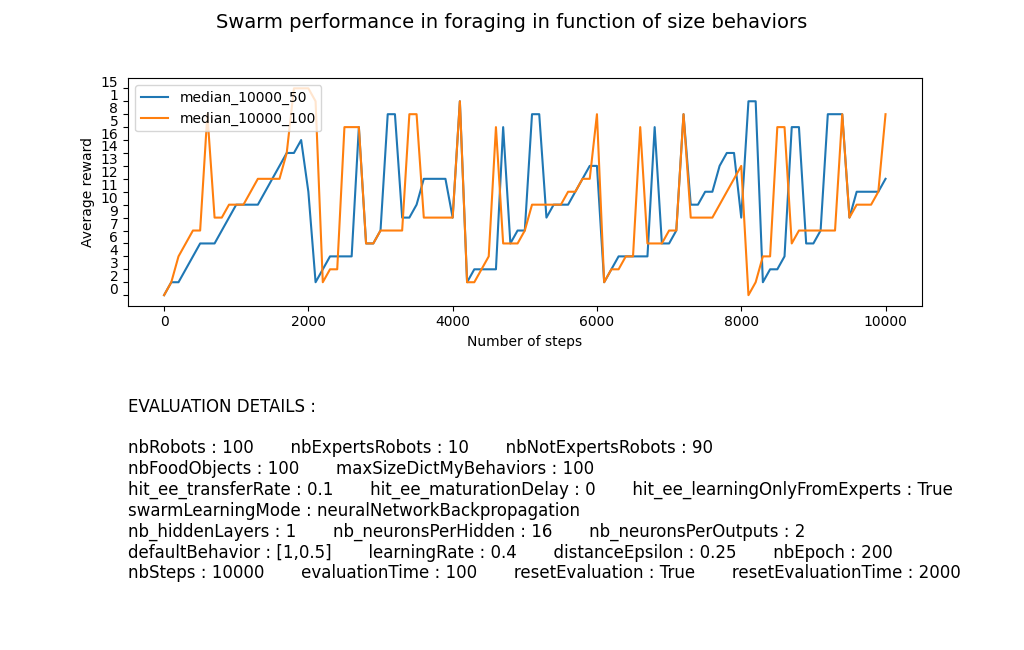 Swarm performance in foraging in function of size behaviors
15
1
8
5
16
14
13
12
11
10
9
7
6
4
3
2
0
Average reward
median_10000_50
median_10000_100
0 2000 4000 6000 8000 10000
Number of steps
EVALUATION DETAILS :
nbRobots : 100 nbExpertsRobots : 10 nbNotExpertsRobots : 90
nbFoodObjects : 100 maxSizeDictMyBehaviors : 100
hit_ee_transferRate : 0.1 hit_ee_maturationDelay : 0 hit_ee_learningOnlyFromExperts : True
swarmLearningMode : neuralNetworkBackpropagation
nb_hiddenLayers : 1 nb_neuronsPerHidden : 16 nb_neuronsPerOutputs : 2
defaultBehavior : [1,0.5] learningRate : 0.4 distanceEpsilon : 0.25 nbEpoch : 200
nbSteps : 10000 evaluationTime : 100 resetEvaluation : True resetEvaluationTime : 2000